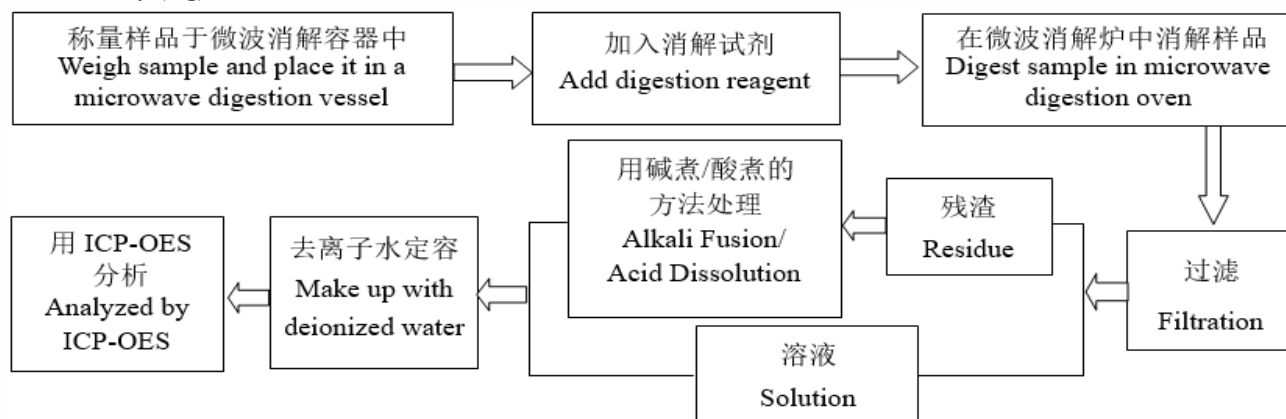 称量样品于微波消解容器中
Weigh sample and place it in a
microwave digestion vessel
加入消解试剂
Add digestion reagent
在微波消解炉中消解样品
Digest sample in microwave
digestion oven
过滤
Filtration
残渣
Residue
用碱煮/酸煮的
方法处理
Alkali Fusion/
Acid Dissolution
溶液
Solution
去离子水定容
Make up with
deionized water
用 ICP-OES
分析
Analyzed by
ICP-OES